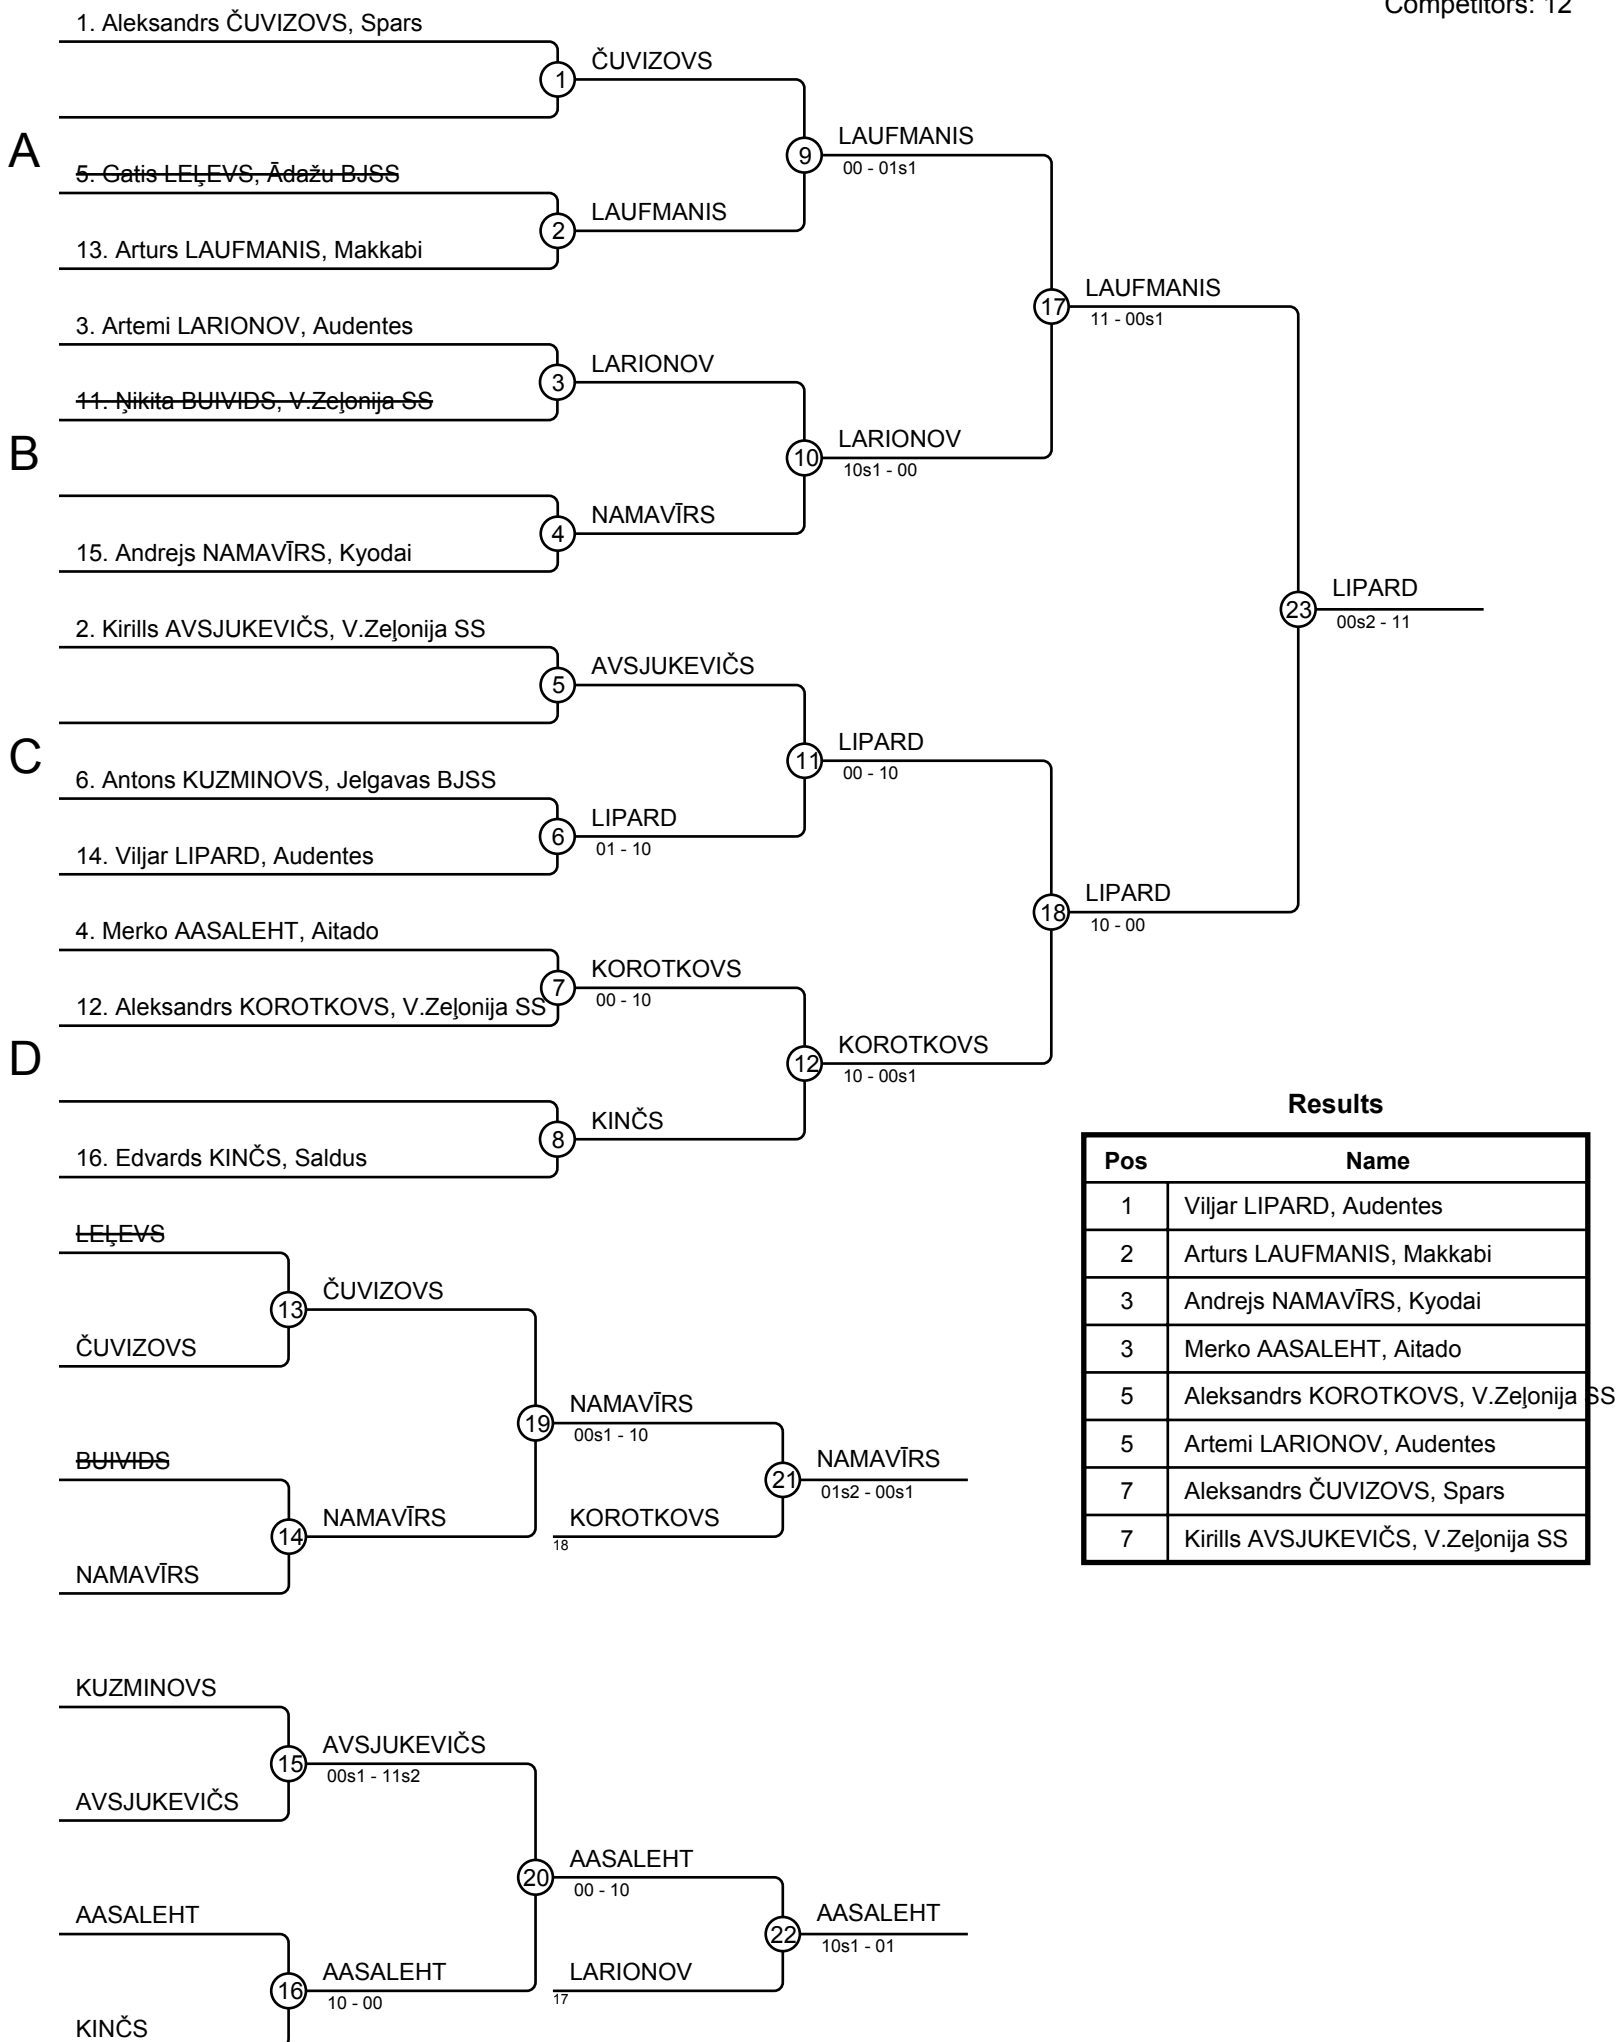 Competitors: 12
1. Aleksandrs ČUVIZOVS, Spars
1
ČUVIZOVS
A
5. Gatis LEĻEVS, Ādažu BJSS
2
LAUFMANIS
13. Arturs LAUFMANIS, Makkabi
9
LAUFMANIS
00 - 01s1
3. Artemi LARIONOV, Audentes
3
LARIONOV
11. Ņikita BUIVIDS, V.Zeļonija SS
B
10
LARIONOV
10s1 - 00
4
NAMAVĪRS
15. Andrejs NAMAVĪRS, Kyodai
17
LAUFMANIS
11 - 00s1
2. Kirills AVSJUKEVIČS, V.Zeļonija SS
5
AVSJUKEVIČS
C
11
LIPARD
00 - 10
6. Antons KUZMINOVS, Jelgavas BJSS
6
LIPARD
01 - 10
14. Viljar LIPARD, Audentes
23
LIPARD
00s2 - 11
4. Merko AASALEHT, Aitado
7
KOROTKOVS
00 - 10
12. Aleksandrs KOROTKOVS, V.Zeļonija SS
18
LIPARD
10 - 00
D
12
KOROTKOVS
10 - 00s1
8
KINČS
16. Edvards KINČS, Saldus
Results
Pos Name
1 Viljar LIPARD, Audentes
2 Arturs LAUFMANIS, Makkabi
3 Andrejs NAMAVĪRS, Kyodai
3 Merko AASALEHT, Aitado
5 Aleksandrs KOROTKOVS, V.Zeļonija SS
5 Artemi LARIONOV, Audentes
7 Aleksandrs ČUVIZOVS, Spars
7 Kirills AVSJUKEVIČS, V.Zeļonija SS
LEĻEVS
13
ČUVIZOVS
ČUVIZOVS
19
NAMAVĪRS
00s1 - 10
BUIVIDS
14
NAMAVĪRS
NAMAVĪRS
21
NAMAVĪRS
01s2 - 00s1
KOROTKOVS
18
KUZMINOVS
15
AVSJUKEVIČS
00s1 - 11s2
AVSJUKEVIČS
20
AASALEHT
00 - 10
AASALEHT
16
AASALEHT
10 - 00
KINČS
22
AASALEHT
10s1 - 01
LARIONOV
17